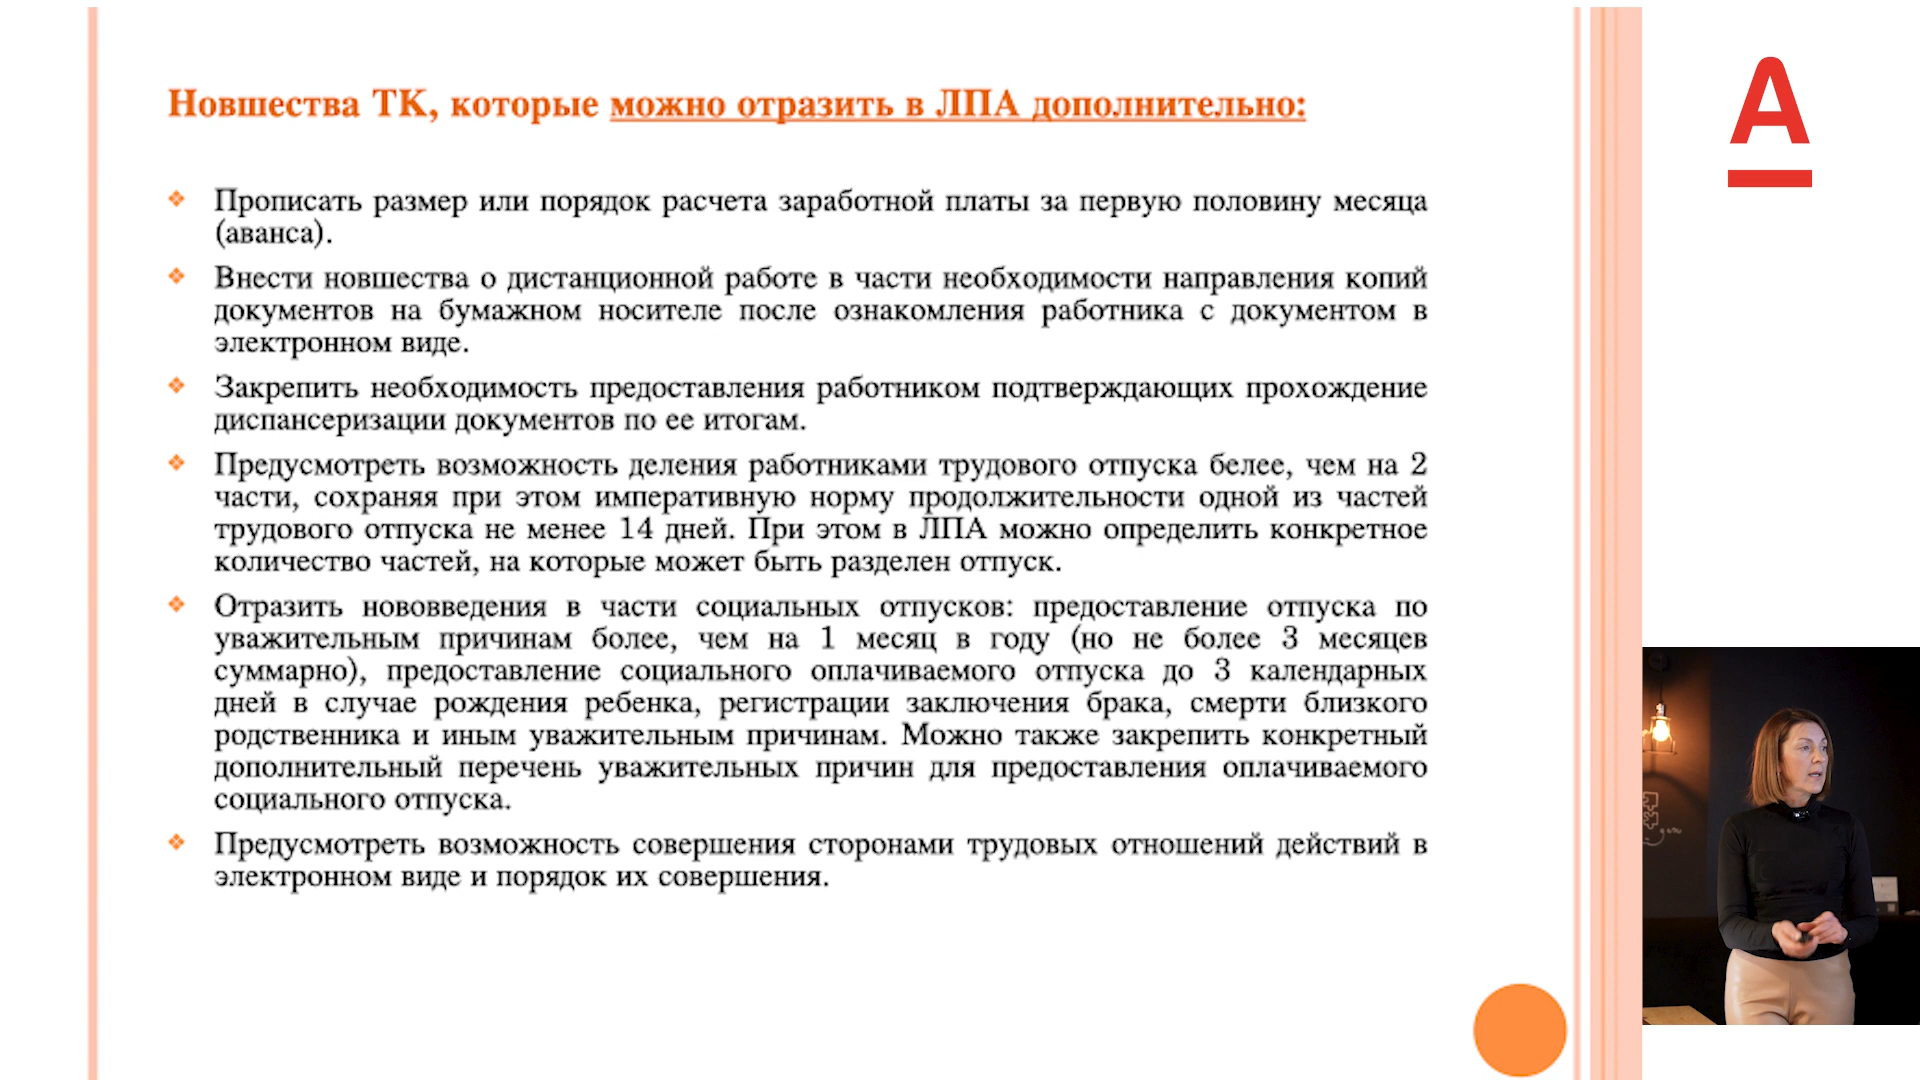 Новшества ТК, которые можно отразить в ЛПА дополнительно:
Прописать размер или порядок расчета заработной платы за первую половину месяца
(аванса).
Внести новшества о дистанционной работе в части необходимости направления копий
документов на бумажном носителе после ознакомления работника с документом в
электронном виде.
Закрепить необходимость предоставления работником подтверждающих прохождение
диспансеризации документов по ее итогам.
Предусмотреть возможность деления работниками трудового отпуска белее, чем на 2
части, сохраняя при этом императивную норму продолжительности одной из частей
трудового отпуска не менее 14 дней. При этом в ЛПА можно определить конкретное
количество частей, на которые может быть разделен отпуск.
Отразить нововведения в части социальных отпусков: предоставление отпуска по
уважительным причинам более, чем на 1 месяц в году (но не более 3 месяцев
суммарно), предоставление социального оплачиваемого отпуска до 3 календарных
дней в случае рождения ребенка, регистрации заключения брака, смерти близкого
родственника и иным уважительным причинам. Можно также закрепить конкретный
дополнительный перечень уважительных причин для предоставления оплачиваемого
социального отпуска.
Предусмотреть возможность совершения сторонами трудовых отношений действий в
электронном виде и порядок их совершения.
А